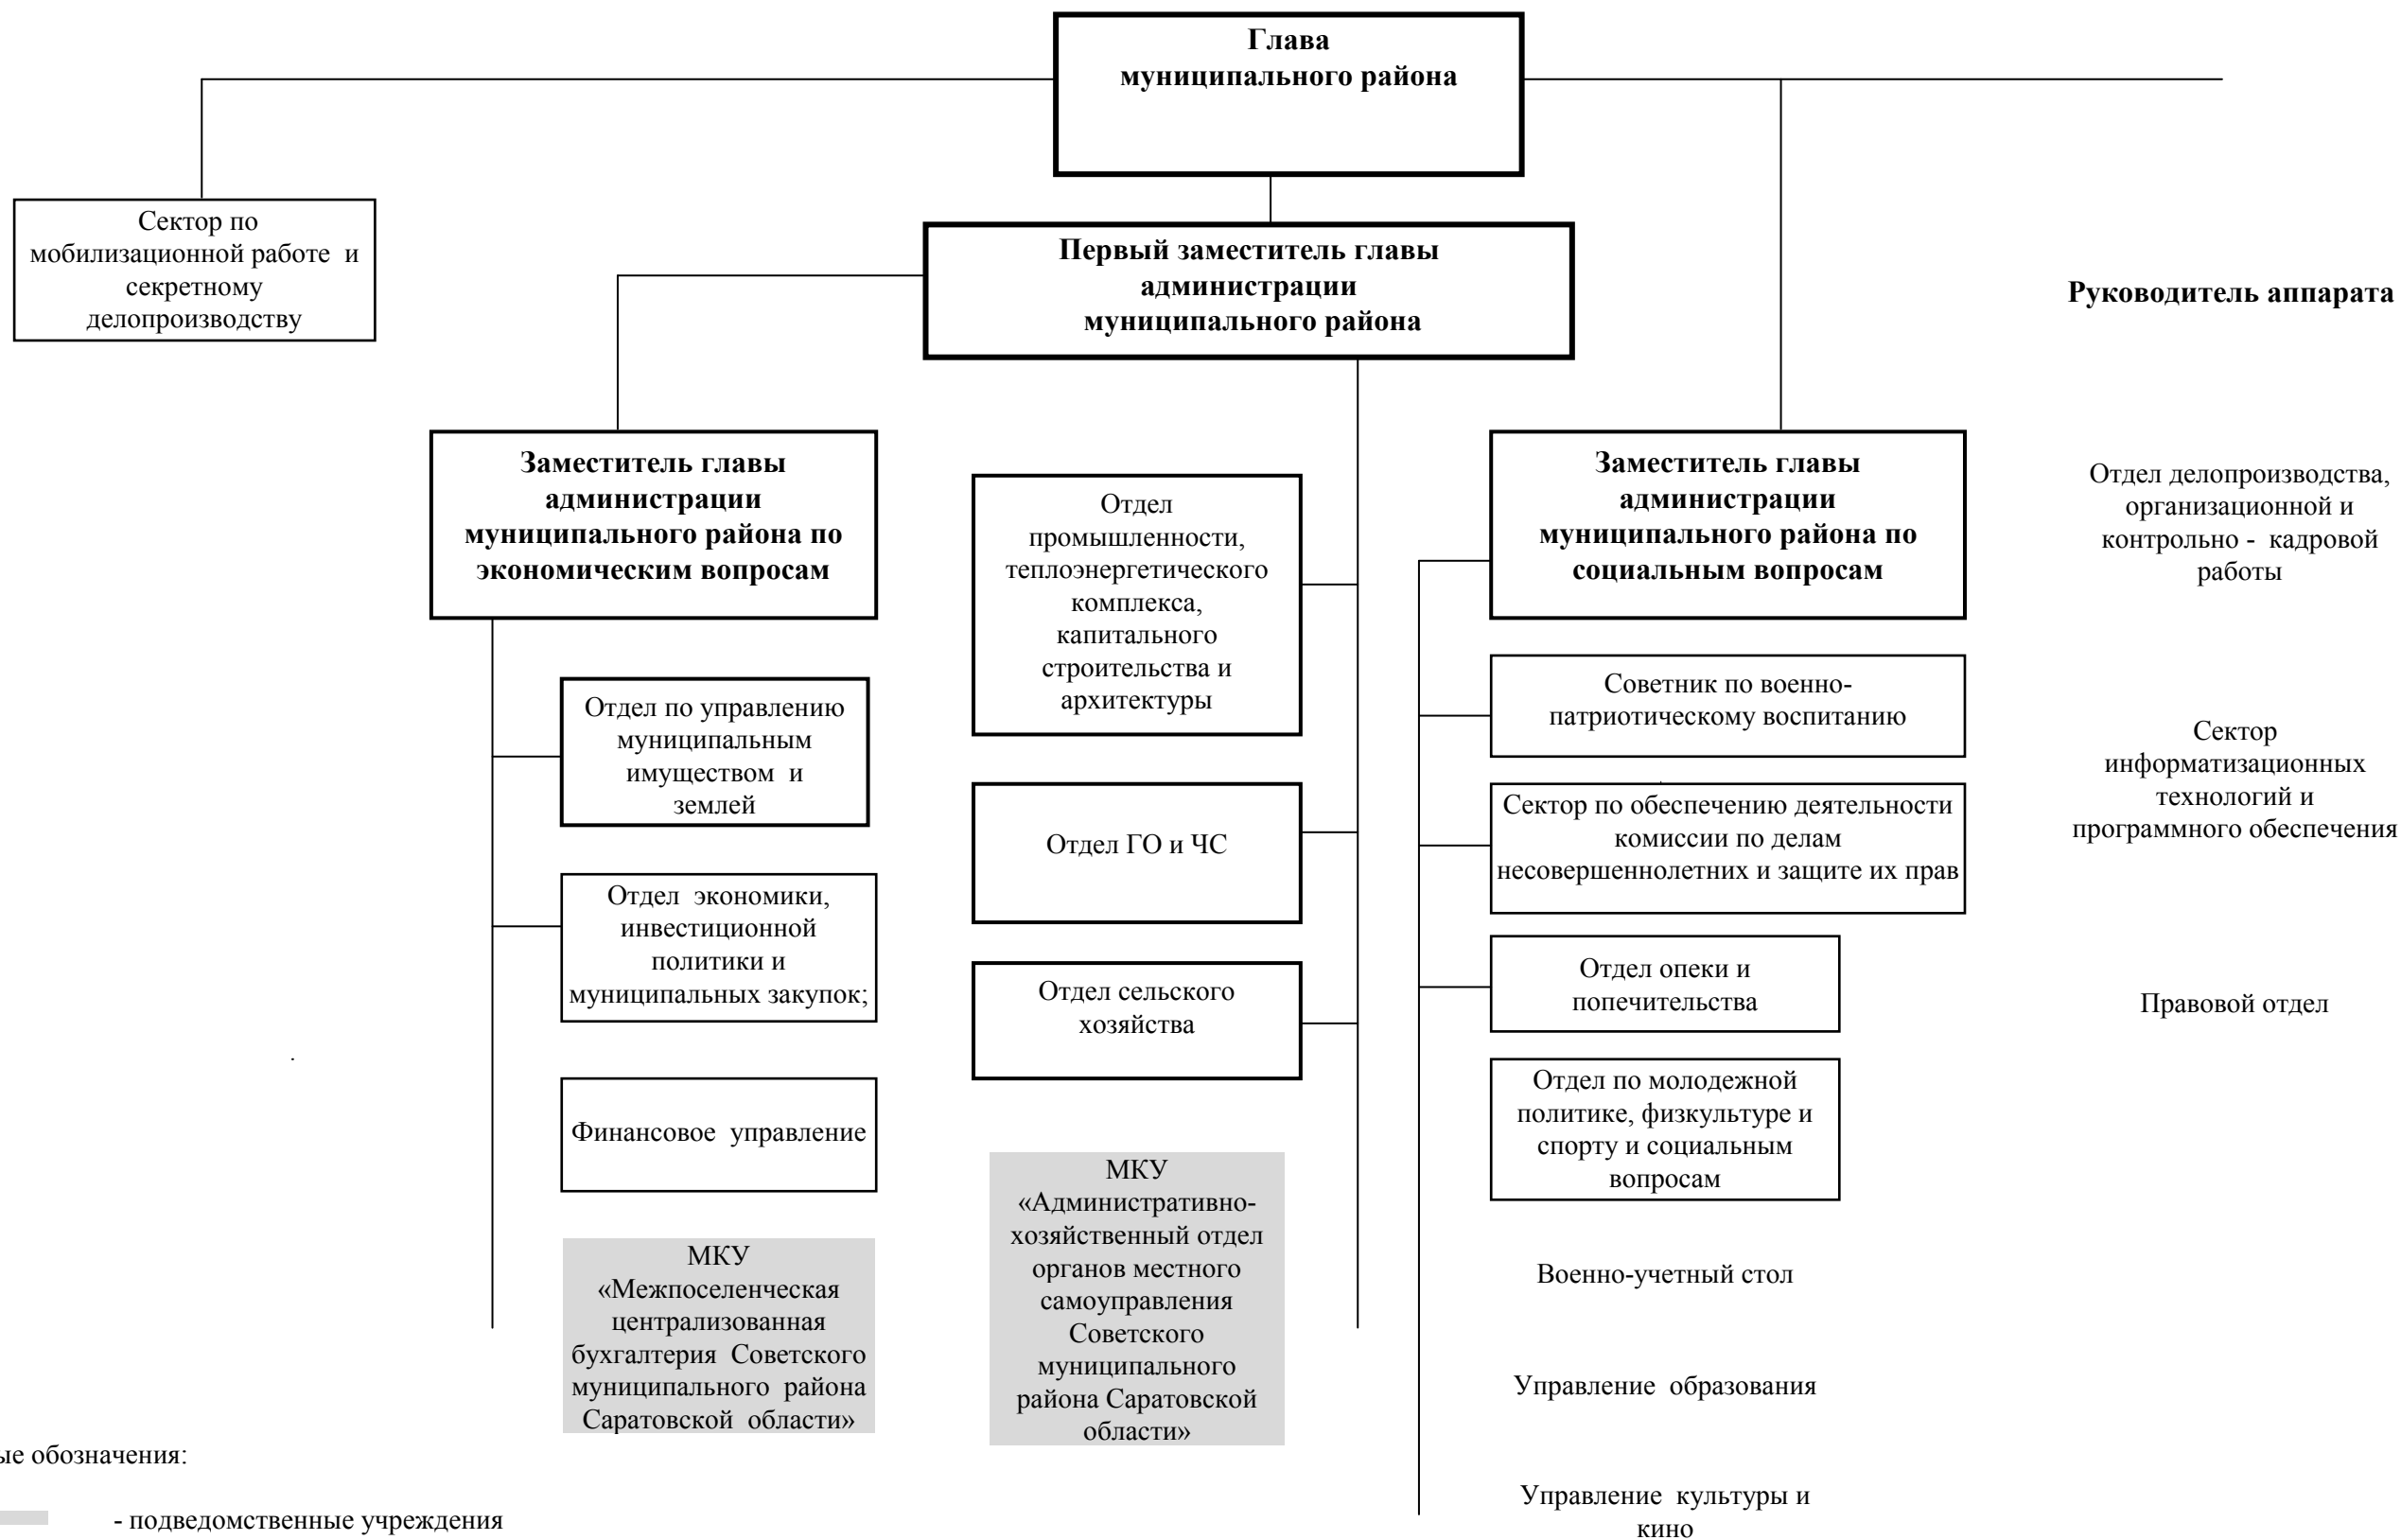 Глава
муниципального района
Сектор по
мобилизационной работе и
секретному
делопроизводству
Первый заместитель главы
администрации
муниципального района
Руководитель аппарата
Заместитель главы
администрации
муниципального района по
экономическим вопросам
Отдел по управлению
муниципальным
имуществом и
землей
Отдел экономики,
инвестиционной
политики и
муниципальных закупок;
Финансовое управление
МКУ
«Межпоселенческая
централизованная
бухгалтерия Советского
муниципального района
Саратовской области»
Отдел
промышленности,
теплоэнергетического
комплекса,
капитального
строительства и
архитектуры
Отдел ГО и ЧС
Отдел сельского
хозяйства
МКУ
«Административно-
хозяйственный отдел
органов местного
самоуправления
Советского
муниципального
района Саратовской
области»
Заместитель главы
администрации
муниципального района по
социальным вопросам
Советник по военно-
патриотическому воспитанию
Сектор по обеспечению деятельности
комиссии по делам
несовершеннолетних и защите их прав
Отдел опеки и
попечительства
Отдел по молодежной
политике, физкультуре и
спорту и социальным
вопросам
Военно-учетный стол
Управление образования
Управление культуры и
кино
Отдел делопроизводства,
организационной и
контрольно - кадровой
работы
Сектор
информатизационных
технологий и
программного обеспечения
Правовой отдел
ые обозначения:
- подведомственные учреждения